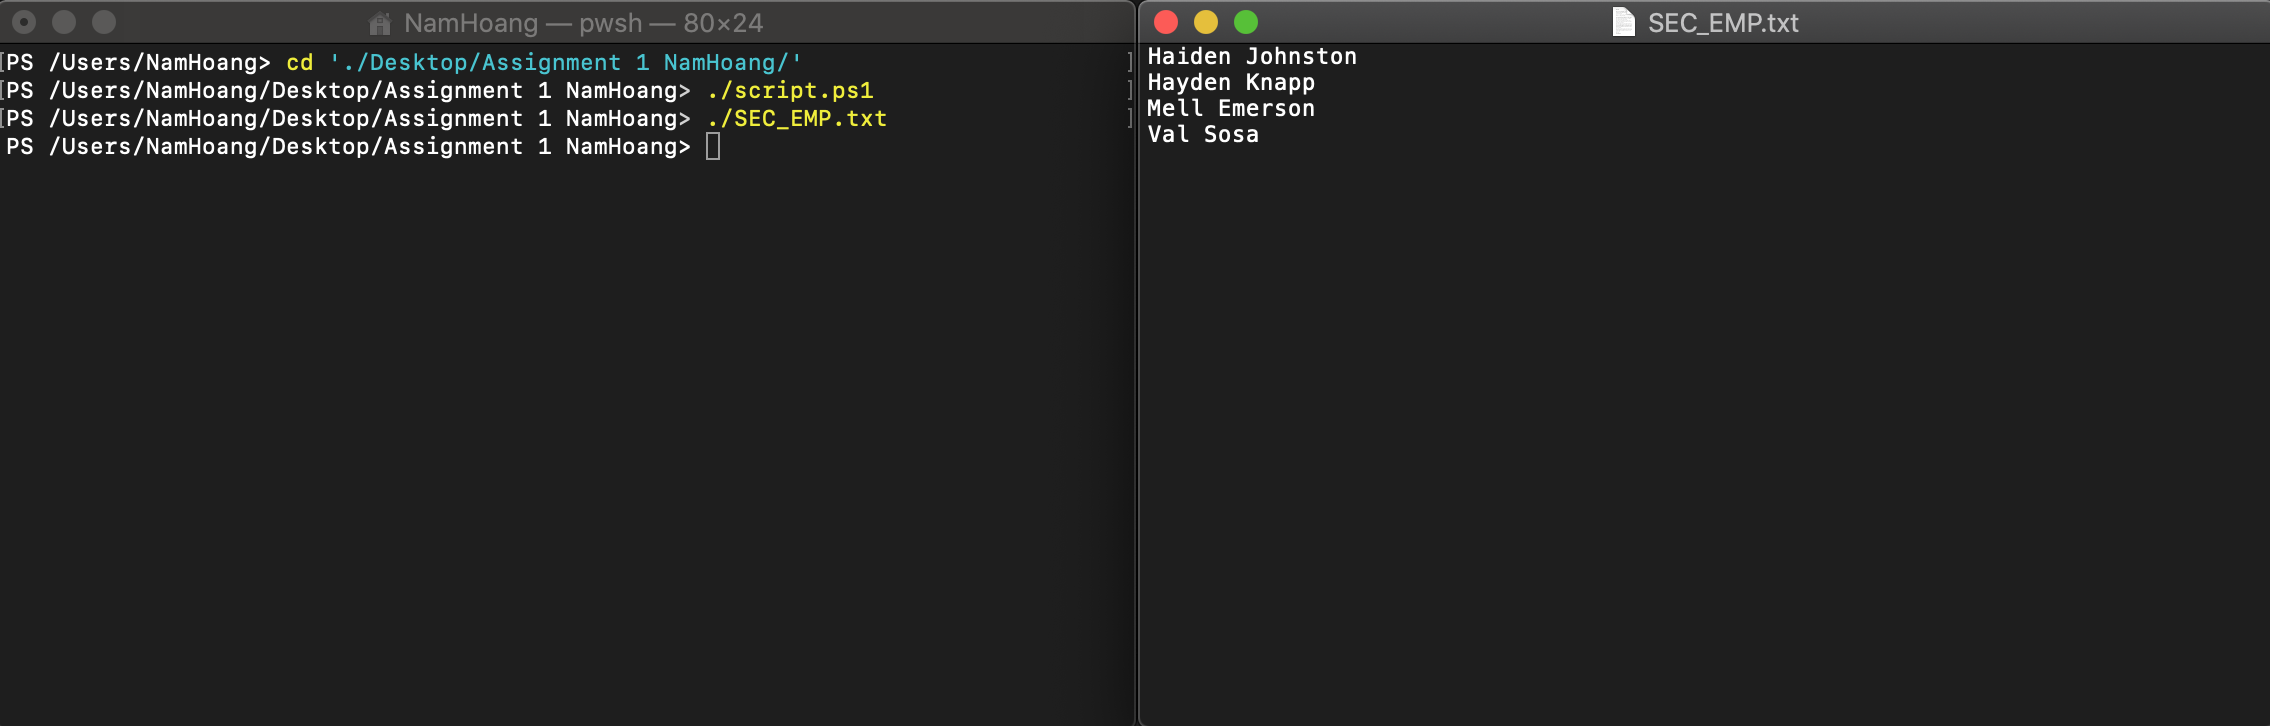 NamHoang — pwsh — 80×24
[PS /Users/NamHoang> cd './Desktop/Assignment 1 NamHoang/' ]
[PS /Users/NamHoang/Desktop/Assignment 1 NamHoang> ./script.ps1 ]
[PS /Users/NamHoang/Desktop/Assignment 1 NamHoang> ./SEC_EMP.txt ]
PS /Users/NamHoang/Desktop/Assignment 1 NamHoang>
SEC_EMP.txt
Haiden Johnston
Hayden Knapp
Mell Emerson
Val Sosa